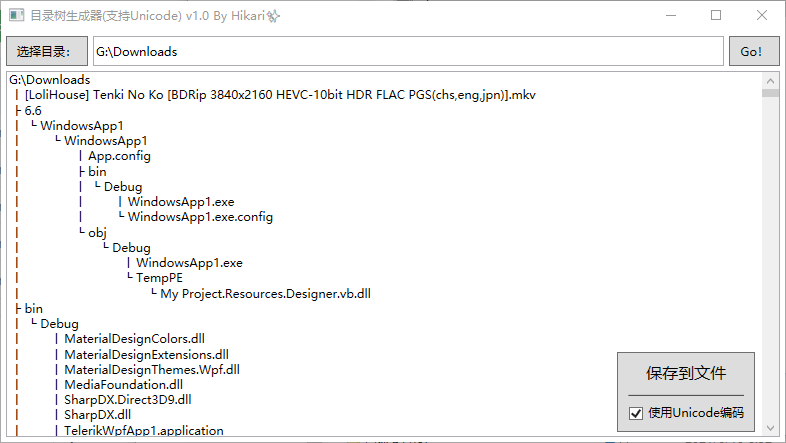 目录树生成器(支持Unicode) v1.0 By Hikari✨
选择目录：
G:\Downloads
Go!
G:\Downloads
| [LoliHouse] Tenki No Ko [BDRip 3840x2160 HEVC-10bit HDR FLAC PGS(chs,eng,jpn)].mkv
├ 6.6
| └ WindowsApp1
| └ WindowsApp1
| | App.config
| ├ bin
| | └ Debug
| | | WindowsApp1.exe
| | └ WindowsApp1.exe.config
| └ obj
| └ Debug
| | WindowsApp1.exe
| └ TempPE
| └ My Project.Resources.Designer.vb.dll
├ bin
| └ Debug
| | MaterialDesignColors.dll
| | MaterialDesignExtensions.dll
| | MaterialDesignThemes.Wpf.dll
| | MediaFoundation.dll
| | SharpDX.Direct3D9.dll
| | SharpDX.dll
| | TelerikWpfApp1.application
保存到文件
使用Unicode编码